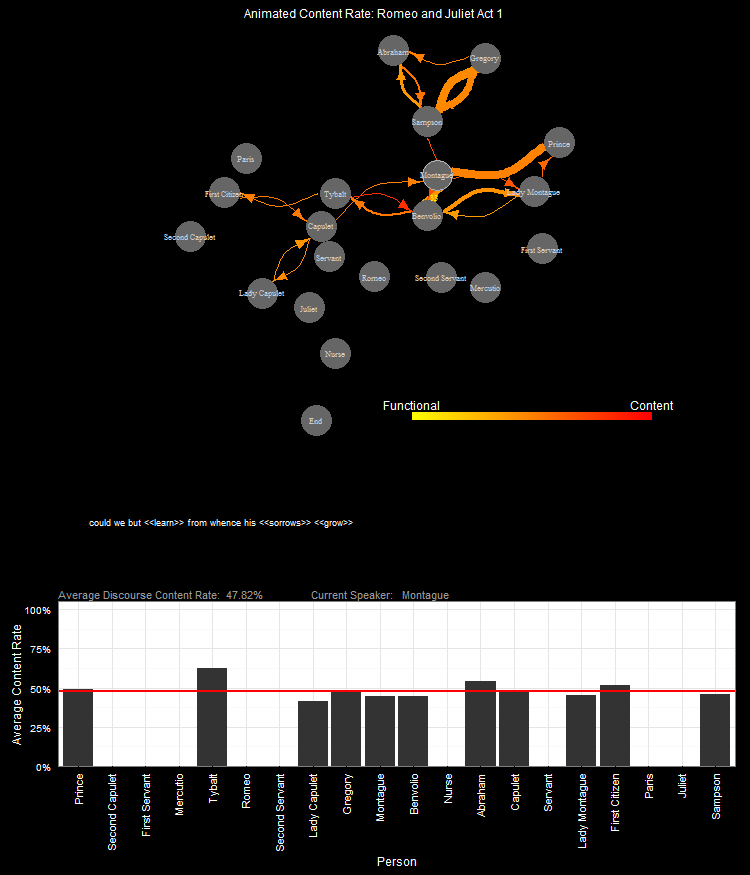 Animated Content Rate: Romeo and Juliet Act 1
Abraham
Gregory
Sampson
Prince
Paris
Montague
First Citizen
Tybalt
Lady Montague
Benvolio
Capulet
Second Capulet
First Servant
Servant
Romeo
Second Servant
Mercutio
Lady Capulet
Juliet
Nurse
Functional
Content
End
could we but <<learn>> from whence his <<sorrows>> <<grow>>
Average Discourse Content Rate: 47.82%
Current Speaker: Montague
Average Content Rate
100%
75%
50%
25%
0%
Prince
Second Capulet
First Servant
Mercutio
Tybalt
Romeo
Second Servant
Lady Capulet
Gregory
Montague
Benvolio
Nurse
Abraham
Capulet
Servant
Lady Montague
First Citizen
Paris
Juliet
Sampson
Person